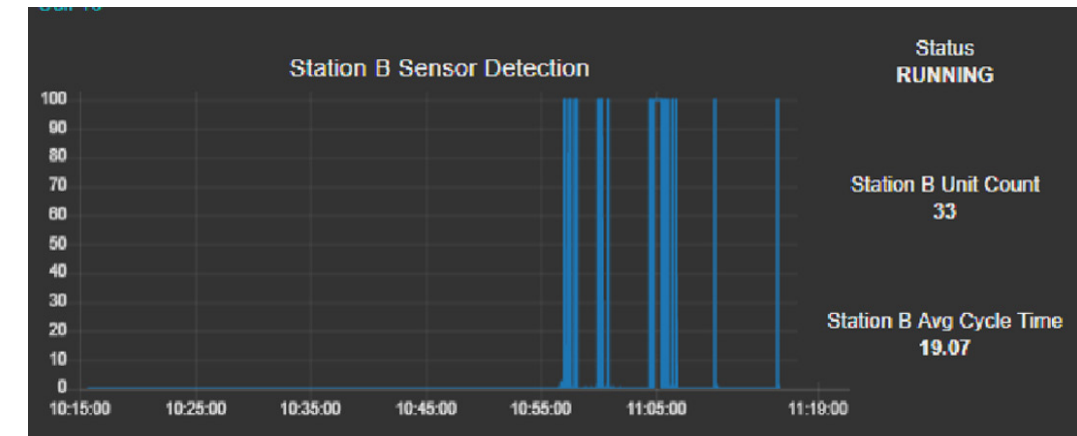 Station B Sensor Detection
Status
RUNNING
100
90
80
70
60
50
40
30
20
10
0
10:15:00 10:25:00 10:35:00 10:45:00 10:55:00 11:05:00 11:19:00
Station B Unit Count
33
Station B Avg Cycle Time
19.07